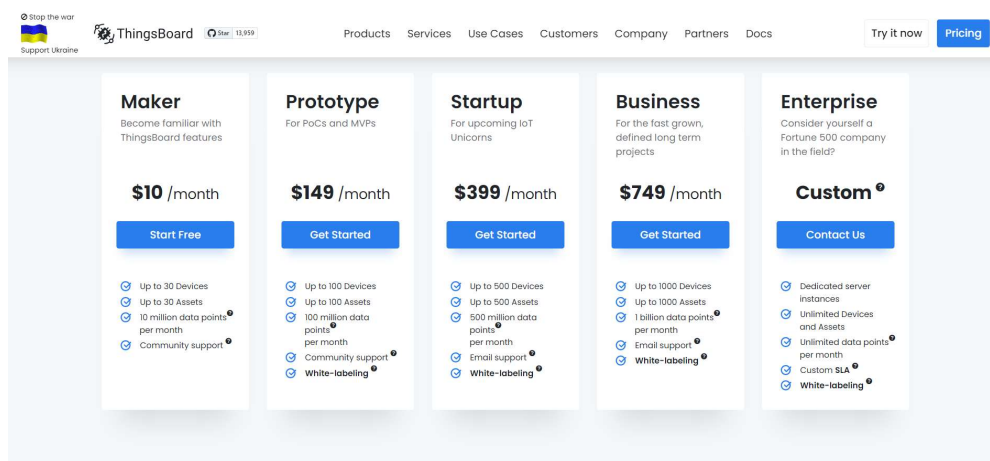 Stop the war
Support Ukraine
ThingsBoard
Star 13,959
Products Services Use Cases Customers Company Partners Docs
Try it now
Pricing
Maker
Become familiar with
ThingsBoard features
$10 /month
Start Free
Up to 30 Devices
Up to 30 Assets
10 million data points ?
per month
Community support ?
Prototype
For PoCs and MVPs
$149 /month
Get Started
Up to 100 Devices
Up to 100 Assets
100 million data
points ?
per month
Community support ?
White-labeling ?
Startup
For upcoming IoT
Unicorns
$399 /month
Get Started
Up to 500 Devices
Up to 500 Assets
500 million data
points ?
per month
Email support ?
White-labeling ?
Business
For the fast grown,
defined long term
projects
$749 /month
Get Started
Up to 1000 Devices
Up to 1000 Assets
1 billion data points ?
per month
Email support ?
White-labeling ?
Enterprise
Consider yourself a
Fortune 500 company
in the field?
Custom ?
Contact Us
Dedicated server
instances
Unlimited Devices
and Assets
Unlimited data points ?
per month
Custom SLA ?
White-labeling ?